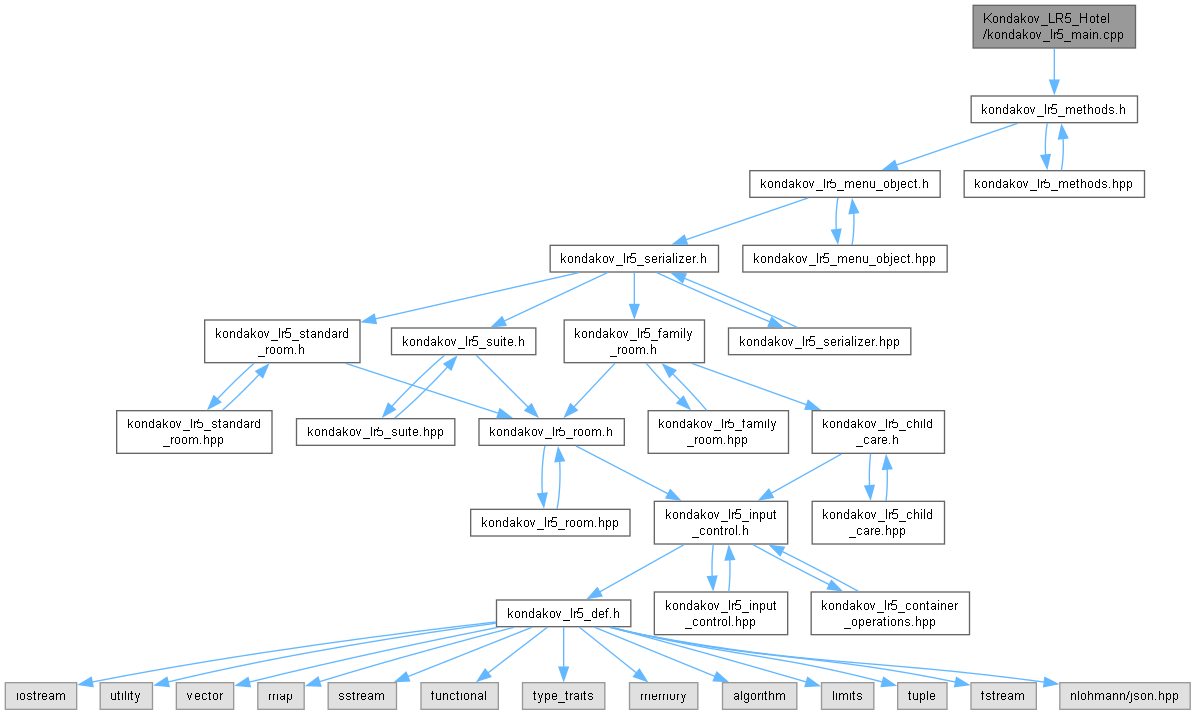 Kondakov_LR5_Hotel
/kondakov_lr5_main.cpp
kondakov_lr5_methods.h
kondakov_lr5_menu_object.h
kondakov_lr5_methods.hpp
kondakov_lr5_serializer.h
kondakov_lr5_menu_object.hpp
kondakov_lr5_standard
_room.h
kondakov_lr5_suite.h
kondakov_lr5_family
_room.h
kondakov_lr5_serializer.hpp
kondakov_lr5_standard
_room.hpp
kondakov_lr5_suite.hpp
kondakov_lr5_room.h
kondakov_lr5_family
_room.hpp
kondakov_lr5_child
_care.h
kondakov_lr5_room.hpp
kondakov_lr5_input
_control.h
kondakov_lr5_child
_care.hpp
kondakov_lr5_def.h
kondakov_lr5_input
_control.hpp
kondakov_lr5_container
_operations.hpp
iostream
utility
vector
map
sstream
functional
type_traits
memory
algorithm
limits
tuple
fstream
nlohmann/json.hpp